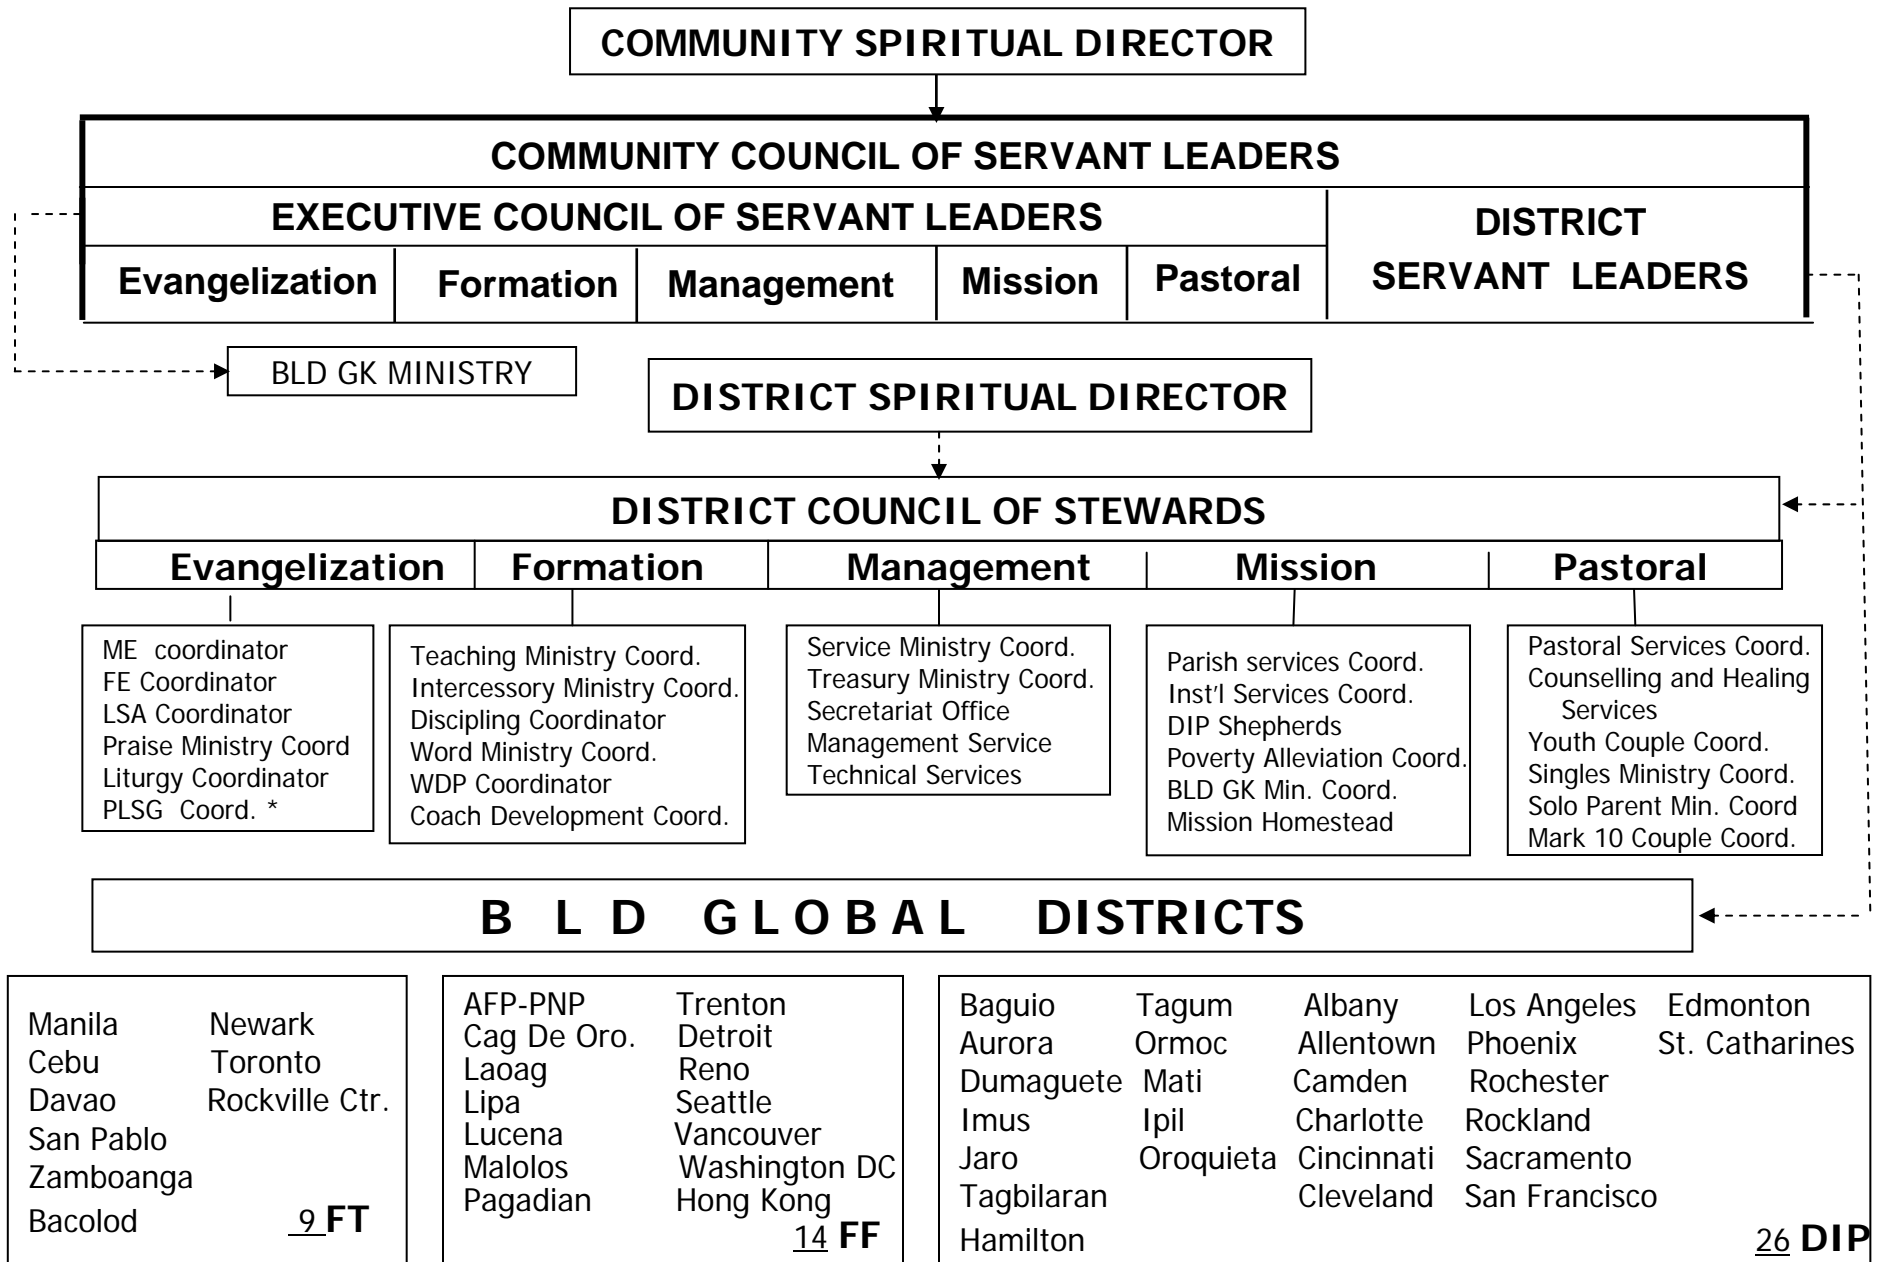 COMMUNITY SPIRITUAL DIRECTOR
COMMUNITY COUNCIL OF SERVANT LEADERS
EXECUTIVE COUNCIL OF SERVANT LEADERS
Evangelization
Formation
Management
Mission
Pastoral
DISTRICT
SERVANT LEADERS
BLD GK MINISTRY
DISTRICT SPIRITUAL DIRECTOR
DISTRICT COUNCIL OF STEWARDS
Evangelization
Formation
Management
Mission
Pastoral
ME coordinator
FE Coordinator
LSA Coordinator
Praise Ministry Coord
Liturgy Coordinator
PLSG Coord. *
Teaching Ministry Coord.
Intercessory Ministry Coord.
Discipling Coordinator
Word Ministry Coord.
WDP Coordinator
Coach Development Coord.
Service Ministry Coord.
Treasury Ministry Coord.
Secretariat Office
Management Service
Technical Services
Parish services Coord.
Inst'l Services Coord.
DIP Shepherds
Poverty Alleviation Coord.
BLD GK Min. Coord.
Mission Homestead
Pastoral Services Coord.
Counselling and Healing
Services
Youth Couple Coord.
Singles Ministry Coord.
Solo Parent Min. Coord
Mark 10 Couple Coord.
B L D G L O B A L DISTRICTS
Manila Newark
Cebu Toronto
Davao Rockville Ctr.
San Pablo
Zamboanga
Bacolod 9 FT
AFP-PNP Trenton
Cag De Oro. Detroit
Laoag Reno
Lipa Seattle
Lucena Vancouver
Malolos Washington DC
Pagadian Hong Kong
14 FF
Baguio Tagum Albany Los Angeles Edmonton
Aurora Ormoc Allentown Phoenix St. Catharines
Dumaguete Mati Camden Rochester
Imus Ipil Charlotte Rockland
Jaro Oroquieta Cincinnati Sacramento
Tagbilaran Cleveland San Francisco
Hamilton 26 DIP